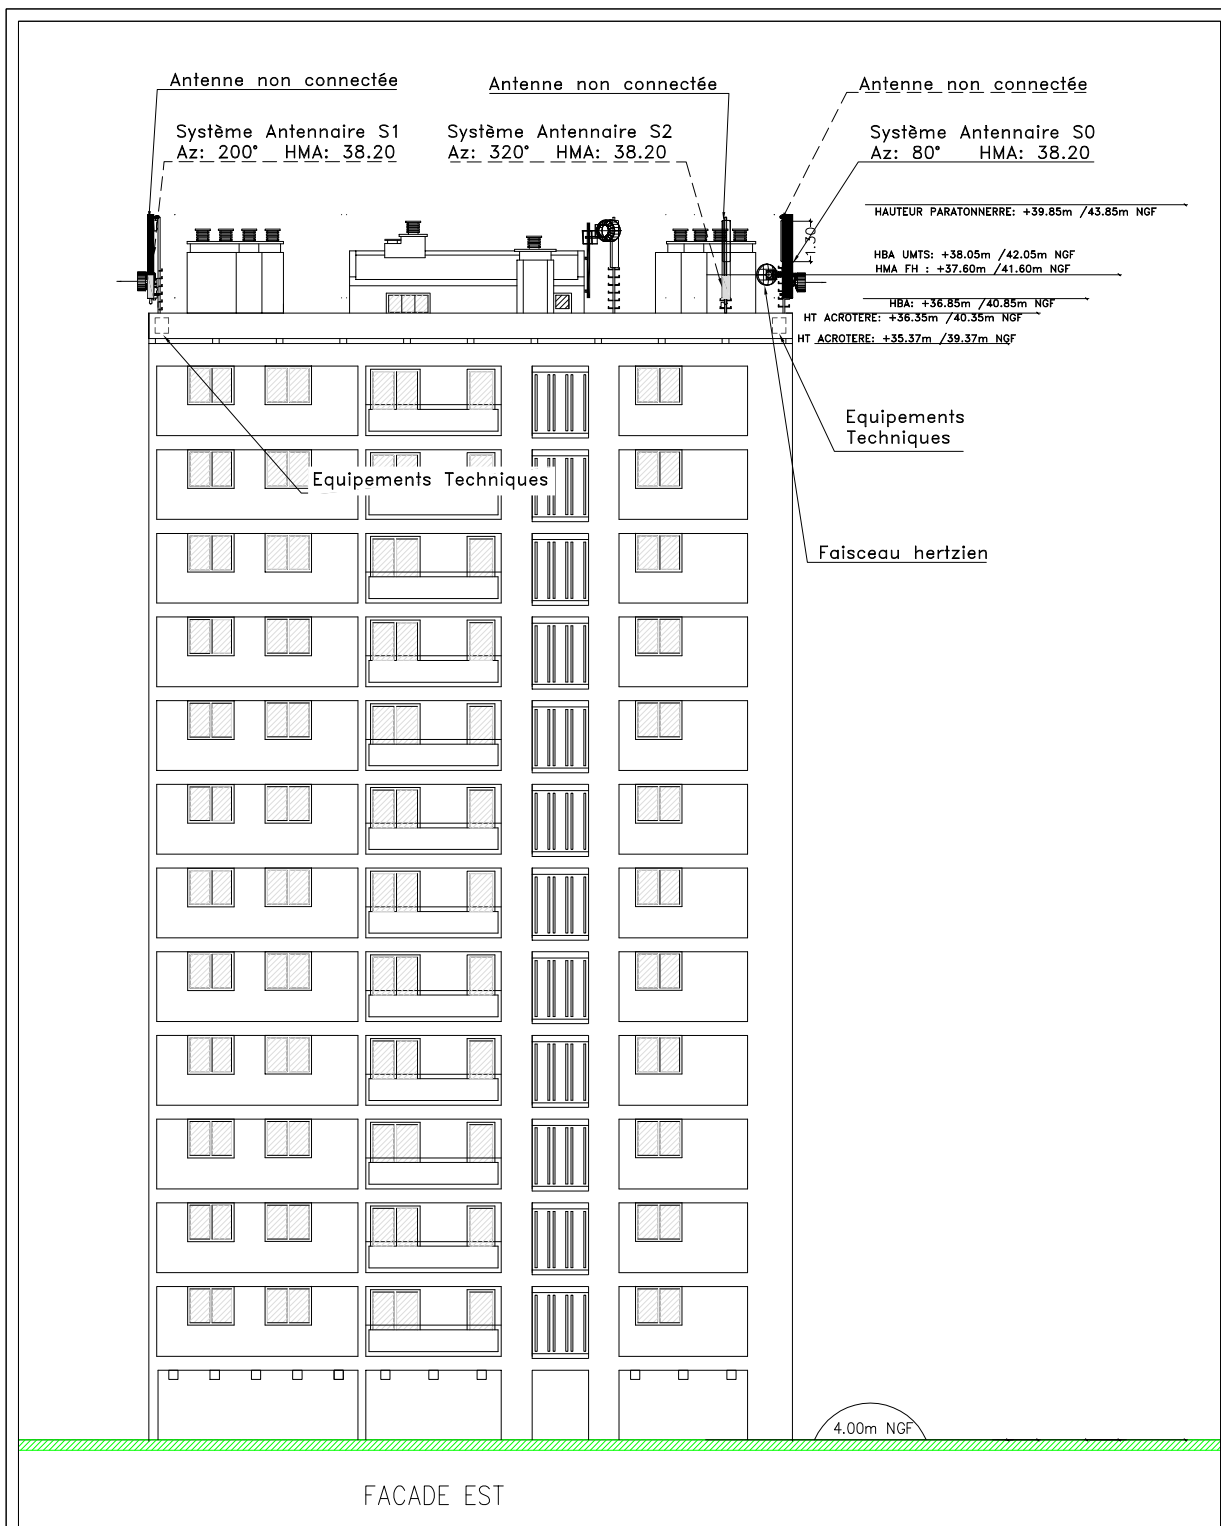 Antenne non connectée
Antenne non connectée
Antenne non connectée
Système Antennaire S1
Az: 200° HMA: 38.20
Système Antennaire S2
Az: 320° HMA: 38.20
Système Antennaire S0
Az: 80° HMA: 38.20
HAUTEUR PARATONNERRE: +39.85m /43.85m NGF
1.30
HBA UMTS: +38.05m /42.05m NGF
HMA FH : +37.60m /41.60m NGF
HBA: +36.85m /40.85m NGF
HT ACROTERE: +36.35m /40.35m NGF
HT ACROTERE: +35.37m /39.37m NGF
Equipements
Techniques
Equipements Techniques
Faisceau hertzien
4.00m NGF
FACADE EST